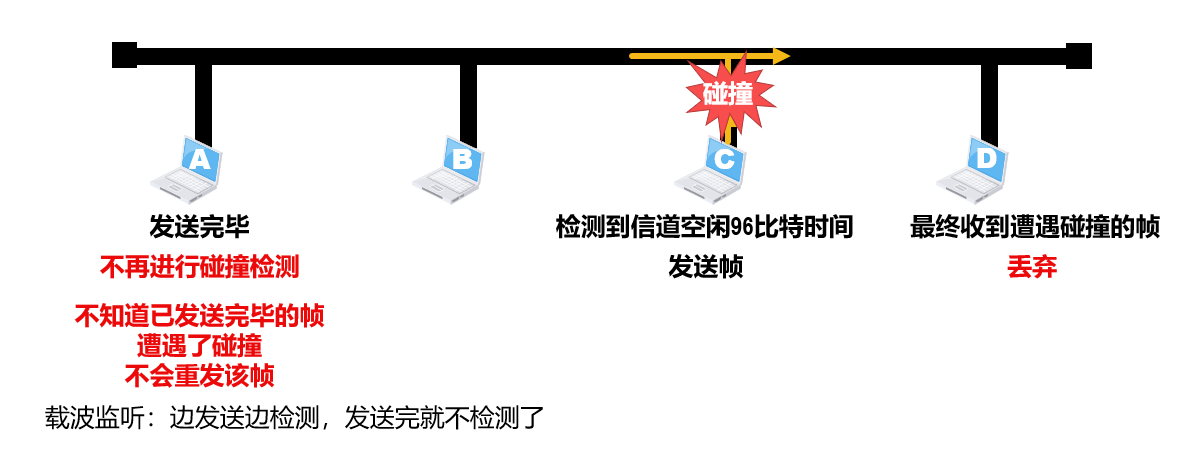 碰撞
A
B
C
D
发送完毕
检测到信道空闲96比特时间
最终收到遭遇碰撞的帧
不再进行碰撞检测
发送帧
丢弃
不知道已发送完毕的帧
遭遇了碰撞
不会重发该帧
载波监听：边发送边检测，发送完就不检测了